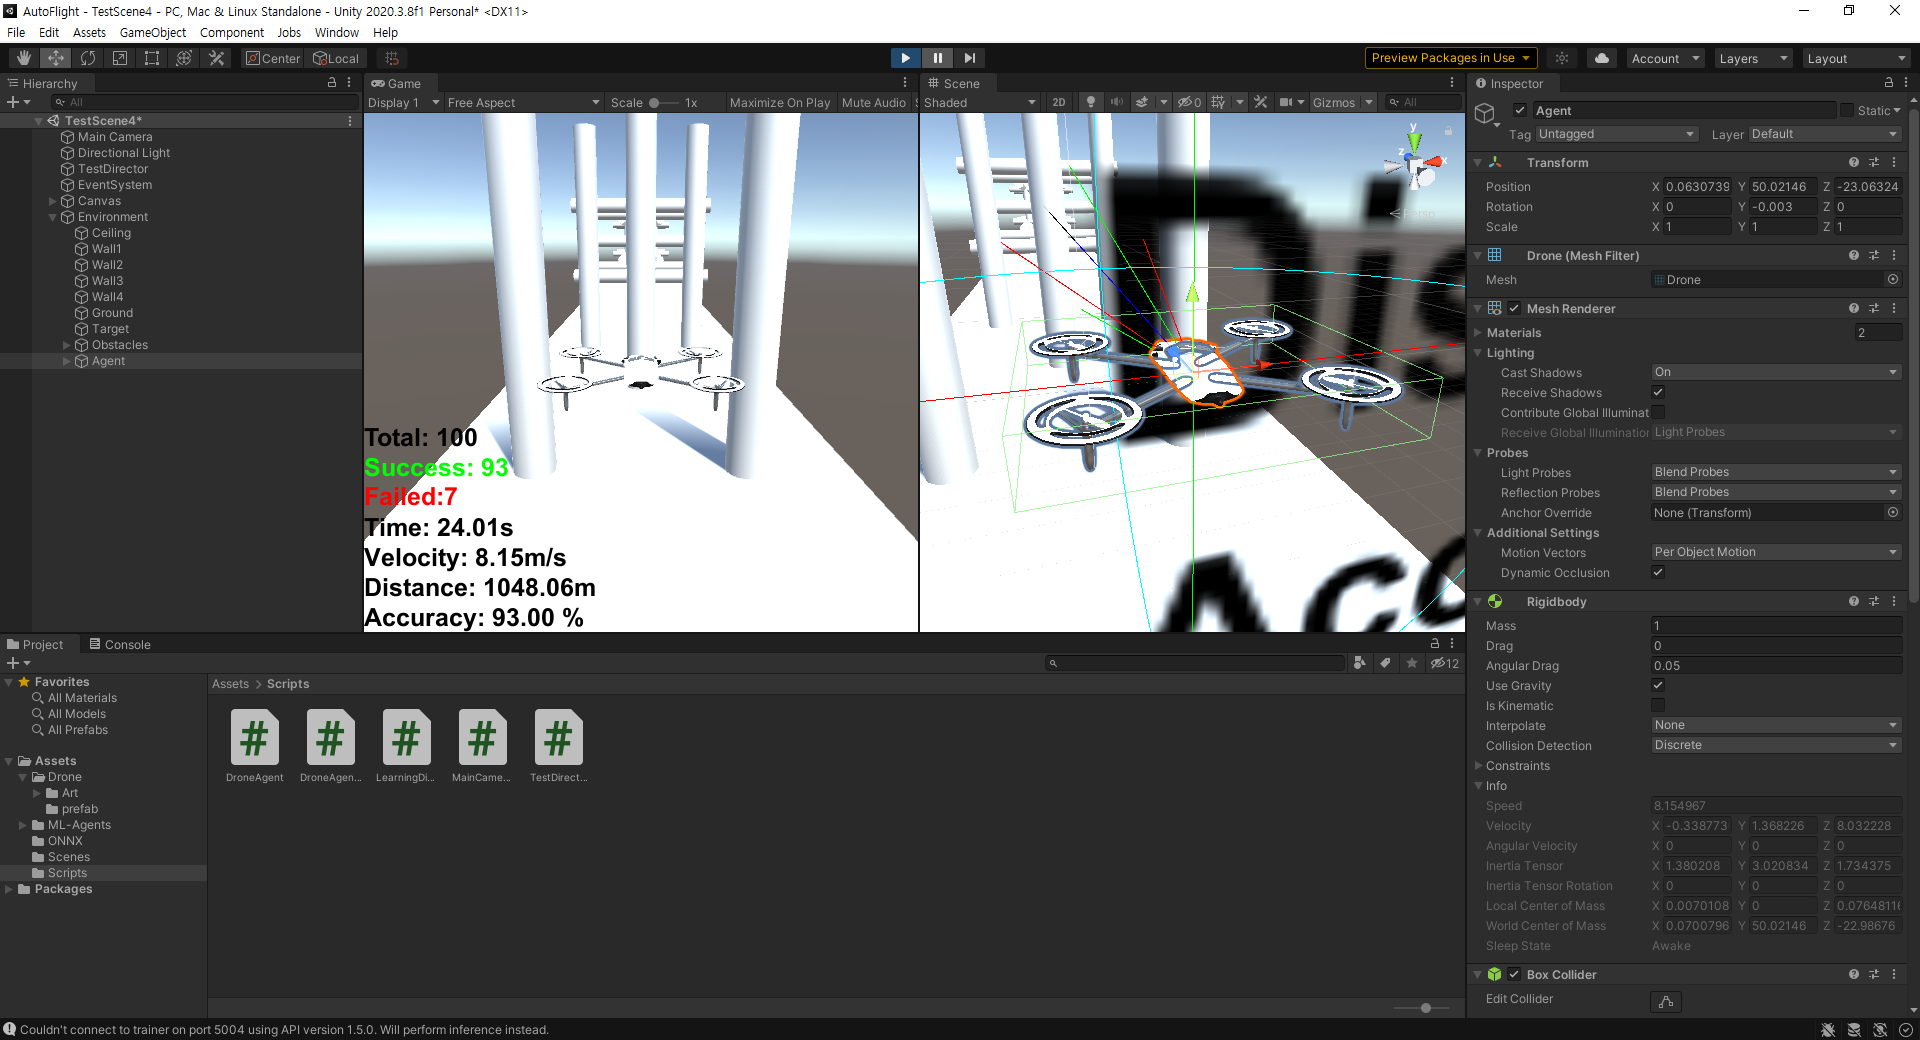 AutoFlight - TestScene4 - PC, Mac & Linux Standalone - Unity 2020.3.8f1 Personal* <DX11>
File Edit Assets GameObject Component Jobs Window Help
Center Local Preview Packages in Use Account Layers Layout
Hierarchy
All
TestScene4*
Main Camera
Directional Light
TestDirector
EventSystem
Canvas
Environment
Ceiling
Wall1
Wall2
Wall3
Wall4
Ground
Target
Obstacles
Agent
Game
Display 1 Free Aspect Scale 1x Maximize On Play Mute Audio
Total: 100
Success: 93
Failed:7
Time: 24.01s
Velocity: 8.15m/s
Distance: 1048.06m
Accuracy: 93.00 %
Scene
Shaded 2D 0 Gizmos All
y
x
z
Persp
Dis
Acc
Inspector
Agent Static
Tag Untagged Layer Default
Transform
Position X 0.0630739 Y 50.02146 Z -23.06324
Rotation X 0 Y -0.003 Z 0
Scale X 1 Y 1 Z 1
Drone (Mesh Filter)
Mesh Drone
Mesh Renderer
Materials 2
Lighting
Cast Shadows On
Receive Shadows
Contribute Global Illuminat
Receive Global Illumination Light Probes
Probes
Light Probes Blend Probes
Reflection Probes Blend Probes
Anchor Override None (Transform)
Additional Settings
Motion Vectors Per Object Motion
Dynamic Occlusion
Rigidbody
Mass 1
Drag 0
Angular Drag 0.05
Use Gravity
Is Kinematic
Interpolate None
Collision Detection Discrete
Constraints
Info
Speed 8.154967
Velocity X -0.338773 Y 1.368226 Z 8.032228
Angular Velocity X 0 Y 0 Z 0
Inertia Tensor X 1.380208 Y 3.020834 Z 1.734375
Inertia Tensor Rotation X 0 Y 0 Z 0
Local Center of Mass X 0.0070108 Y 0 Z 0.0764811
World Center of Mass X 0.0700796 Y 50.02146 Z -22.98676
Sleep State Awake
Box Collider
Edit Collider
Project Console
12
Favorites
All Materials
All Models
All Prefabs
Assets
Drone
Art
prefab
ML-Agents
ONNX
Scenes
Scripts
Packages
Assets > Scripts
DroneAgent DroneAgen... LearningDi... MainCame... TestDirect...
Couldn't connect to trainer on port 5004 using API version 1.5.0. Will perform inference instead.